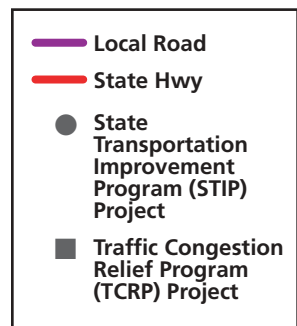 Local Road
State Hwy
State
Transportation
Improvement
Program (STIP)
Project
Traffic Congestion
Relief Program
(TCRP) Project